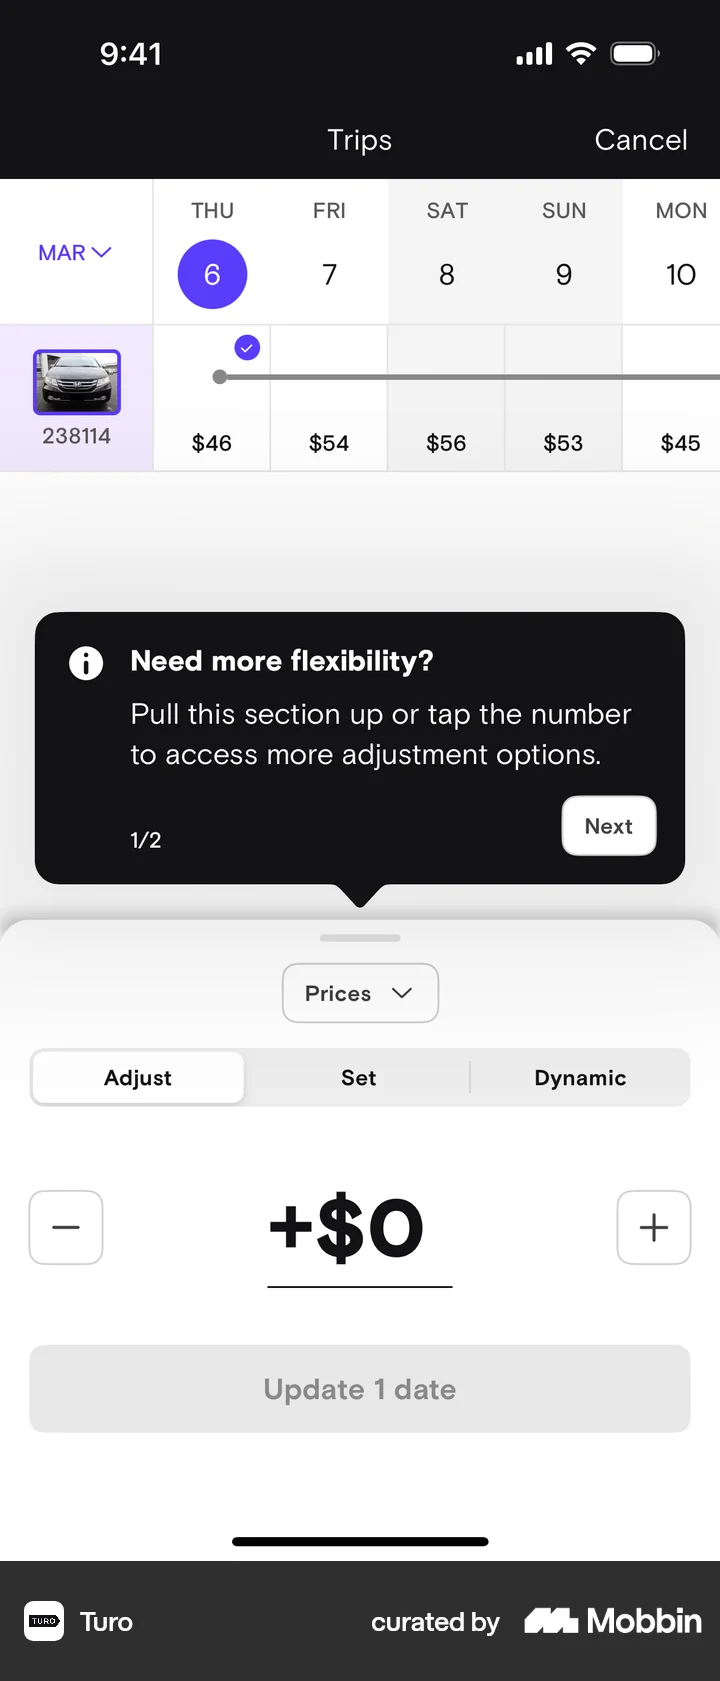 9:41
Trips
Cancel
MAR
THU
FRI
SAT
SUN
MON
6
7
8
9
10
238114
$46
$54
$56
$53
$45
Need more flexibility?
Pull this section up or tap the number
to access more adjustment options.
1/2
Next
Prices
Adjust
Set
Dynamic
+$0
Update 1 date
TURO
Turo
curated by
Mobbin